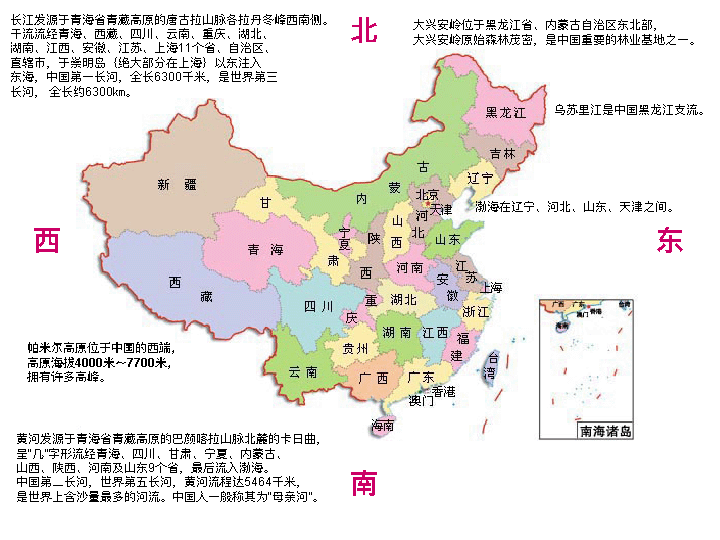 长江发源于青海省青藏高原的唐古拉山脉各拉丹冬峰西南侧。
干流流经青海、西藏、四川、云南、重庆、湖北、
湖南、江西、安徽、江苏、上海11个省、自治区、
直辖市，于崇明岛（绝大部分在上海）以东注入
东海，中国第一长河，全长6300千米，是世界第三
长河， 全长约6300km。
北
大兴安岭位于黑龙江省、内蒙古自治区东北部，
大兴安岭原始森林茂密，是中国重要的林业基地之一。
黑龙江
乌苏里江是中国黑龙江支流。
吉林
辽宁
内蒙古
新疆
甘肃
北京
天津
渤海在辽宁、河北、山东、天津之间。
河北
山西
宁夏
陕西
山东
西
东
青海
河南
西藏
江苏
安徽
上海
四川
重庆
湖北
浙江
湖南
江西
福建
贵州
云南
广西
广东
台湾
香港
澳门
海南
帕米尔高原位于中国的西端，
高原海拔4000米～7700米，
拥有许多高峰。
广西
广东
台湾
香港
澳门
海南
南海诸岛
黄河发源于青海省青藏高原的巴颜喀拉山脉北麓的卡日曲，
呈“几”字形流经青海、四川、甘肃、宁夏、内蒙古、
山西、陕西、河南及山东9个省，最后流入渤海。
中国第二长河，世界第五长河，黄河流程达5464千米，
是世界上含沙量最多的河流。中国人一般称其为“母亲河”。
南